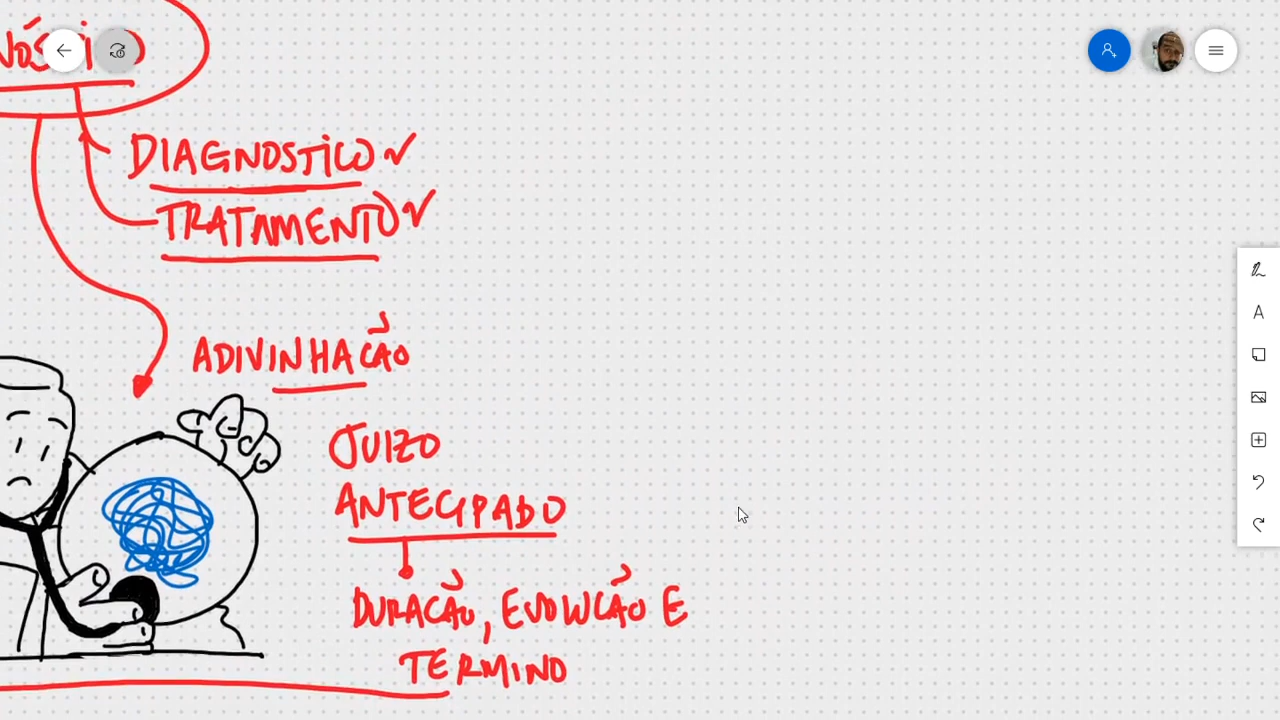 DIAGNOSTICO
TRATAMENTO
ADIVINHAÇÃO
JUIZO
ANTECIPADO
DURAÇÃO, EVOLUÇÃO E
TERMINO